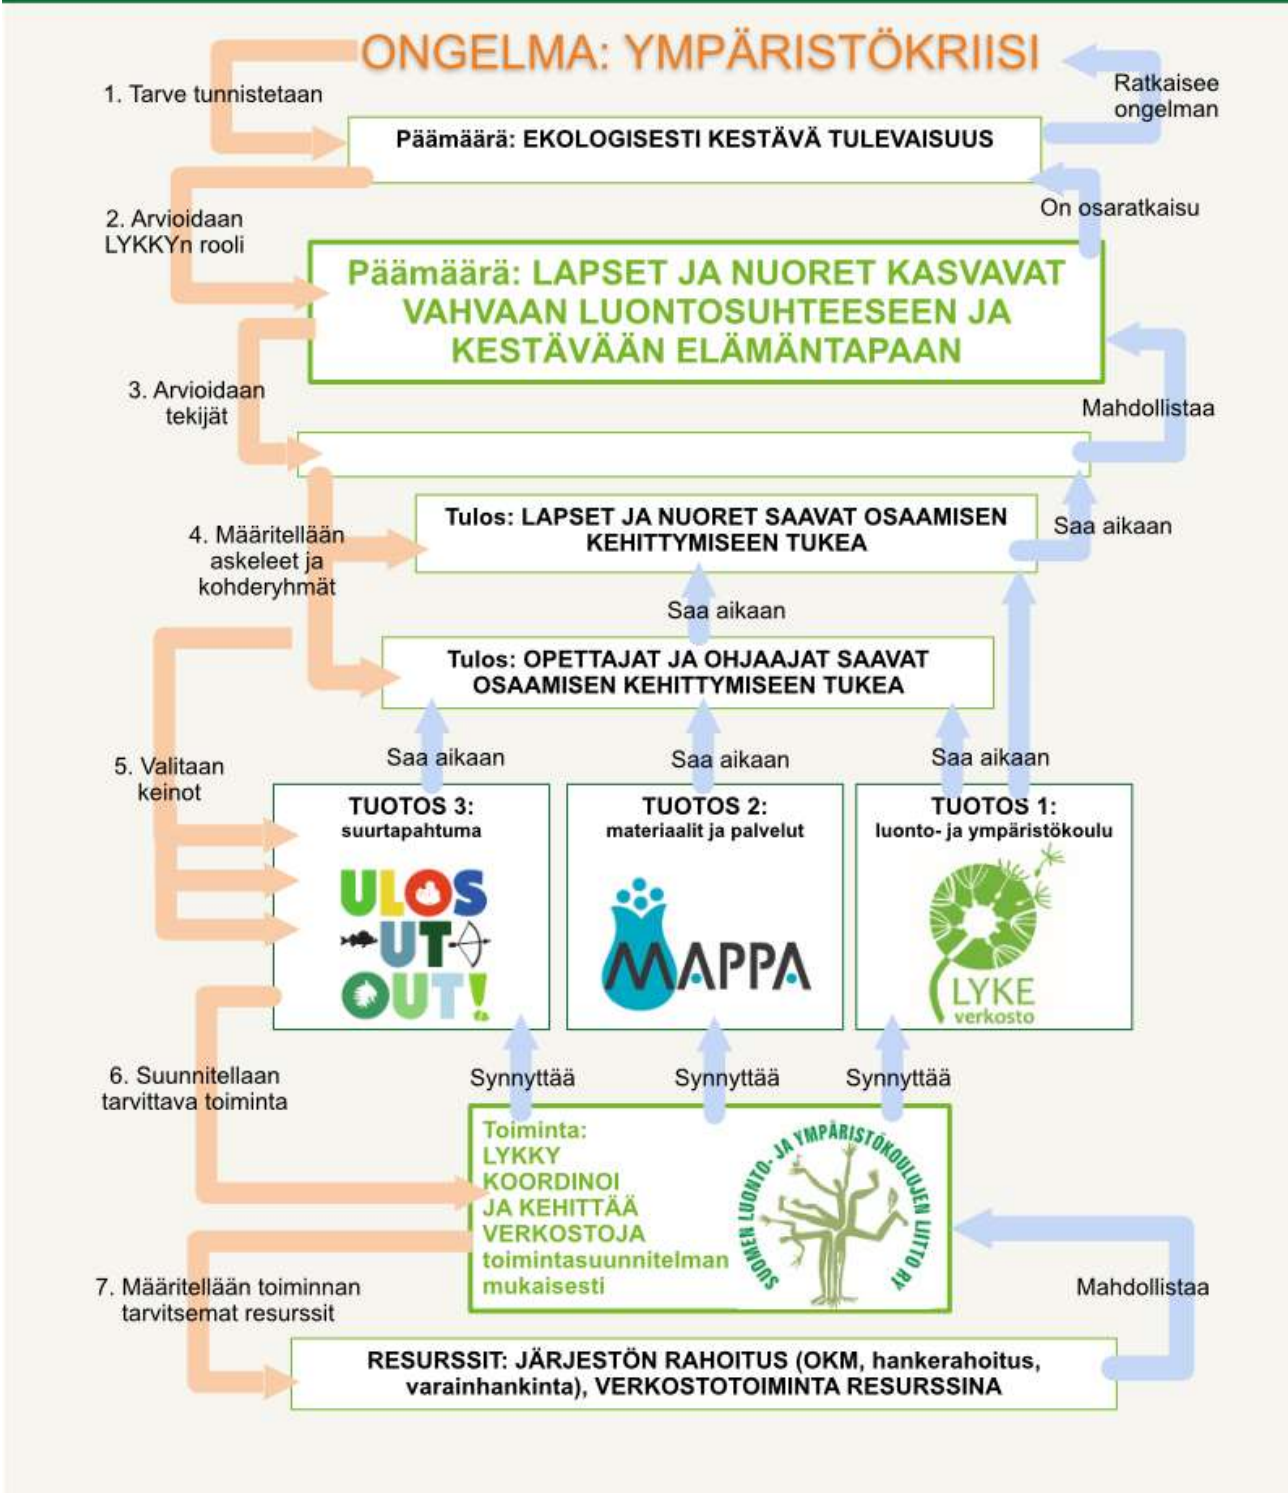 ONGELMA: YMPÄRISTÖKRIISI
1. Tarve tunnistetaan
Ratkaisee
ongelman
Päämäärä: EKOLOGISESTI KESTÄVÄ TULEVAISUUS
2. Arvioidaan
LYKKYn rooli
On osaratkaisu
Päämäärä: LAPSET JA NUORET KASVAVAT
VAHVAAN LUONTOSUHTEESEEN JA
KESTÄVÄÄN ELÄMÄNTAPAAN
3. Arvioidaan
tekijät
Mahdollistaa
Tulos: LAPSET JA NUORET SAAVAT OSAAMISEN
KEHITTYMISEEN TUKEA
Saa aikaan
4. Määritellään
askeleet ja
kohderyhmät
Saa aikaan
Tulos: OPETTAJAT JA OHJAAJAT SAAVAT
OSAAMISEN KEHITTYMISEEN TUKEA
Saa aikaan
Saa aikaan
Saa aikaan
5. Valitaan
keinot
TUOTOS 3:
suurtapahtuma
ULOS
UT
OUT!
TUOTOS 2:
materiaalit ja palvelut
MAPPA
TUOTOS 1:
luonto- ja ympäristökoulu
LYKE
verkosto
6. Suunnitellaan
tarvittava toiminta
Synnyttää
Synnyttää
Synnyttää
Toiminta:
LYKKY
KOORDINOI
JA KEHITTÄÄ
VERKOSTOJA
toimintasuunnitelman
mukaisesti
SUOMEN LUONTO- JA YMPÄRISTÖKOULUJEN LIITTO RY
7. Määritellään toiminnan
tarvitsemat resurssit
Mahdollistaa
RESURSSIT: JÄRJESTÖN RAHOITUS (OKM, hankerahoitus,
varainhankinta), VERKOSTOTOIMINTA RESURSSINA